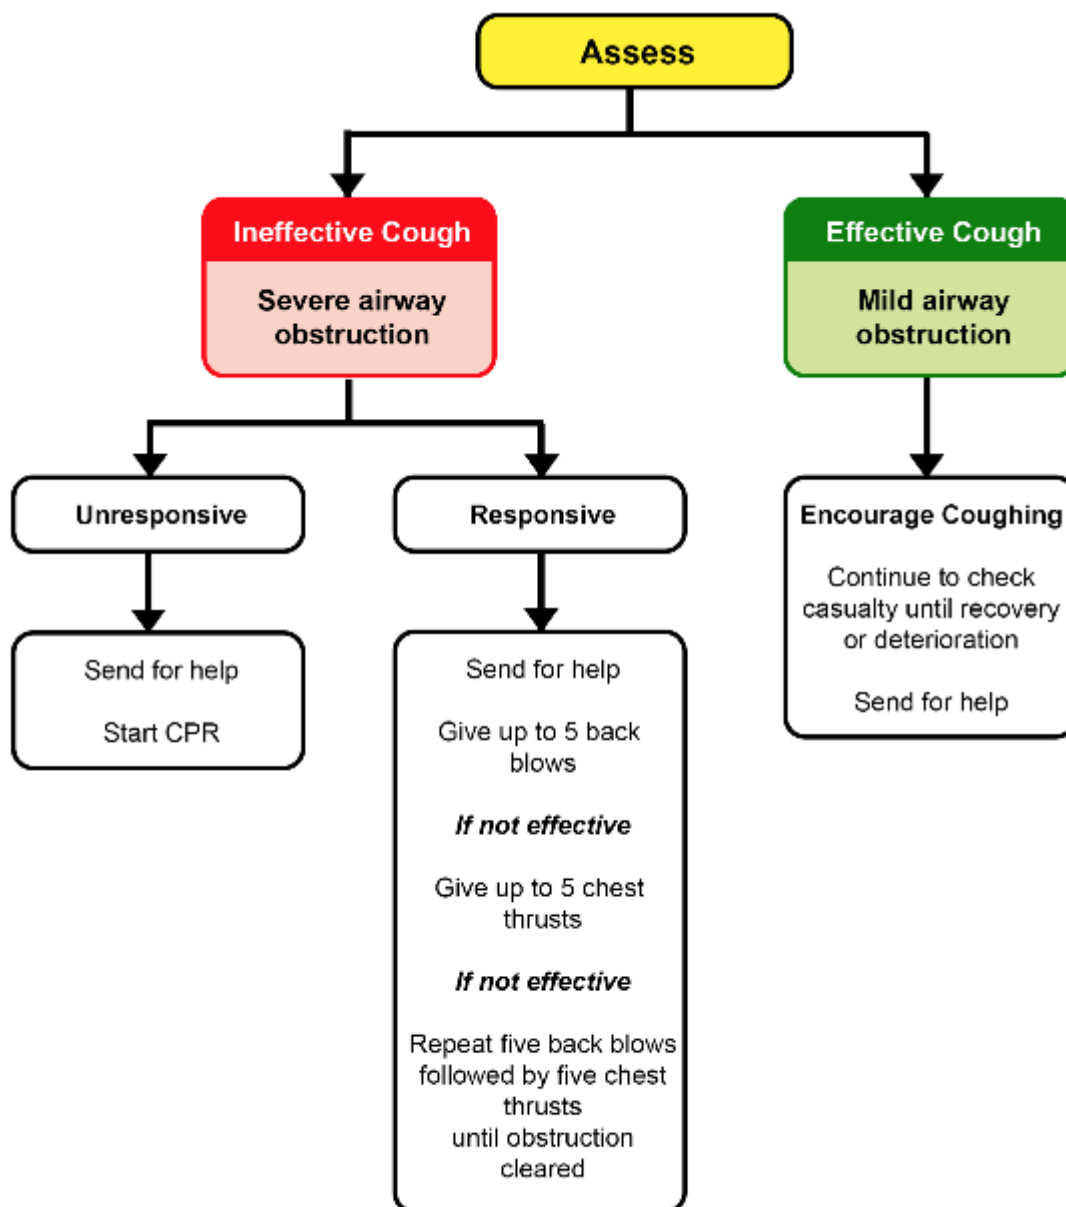 Assess
Ineffective Cough
Severe airway
obstruction
Effective Cough
Mild airway
obstruction
Unresponsive
Send for help
Start CPR
Responsive
Send for help
Give up to 5 back
blows
If not effective
Give up to 5 chest
thrusts
If not effective
Repeat five back blows
followed by five chest
thrusts
until obstruction
cleared
Encourage Coughing
Continue to check
casualty until recovery
or deterioration
Send for help